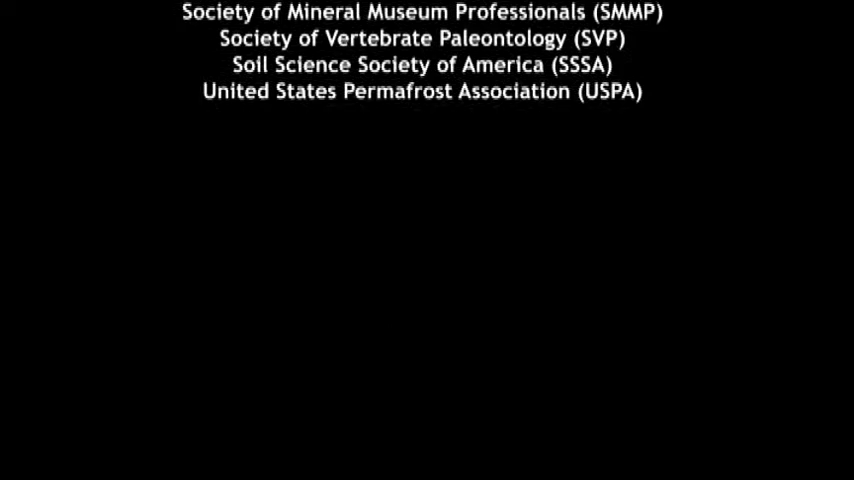 Society of Mineral Museum Professionals (SMMP)
Society of Vertebrate Paleontology (SVP)
Soil Science Society of America (SSSA)
United States Permafrost Association (USPA)